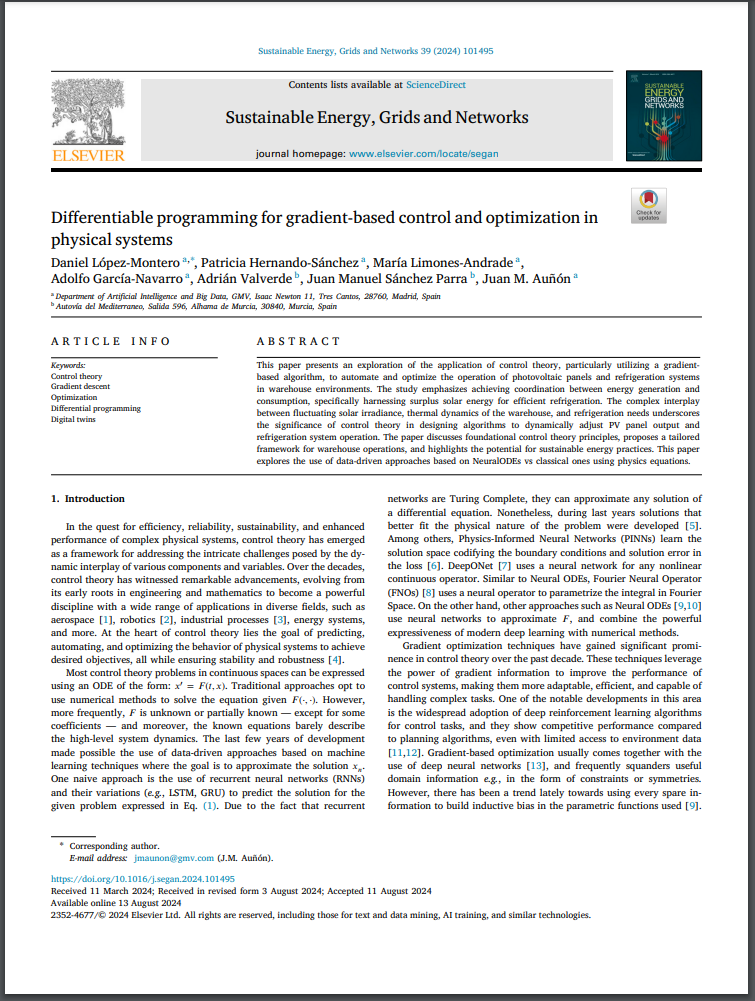 Sustainable Energy, Grids and Networks 39 (2024) 101495
Contents lists available at ScienceDirect
Sustainable Energy, Grids and Networks
journal homepage: www.elsevier.com/locate/segan
ELSEVIER
SUSTAINABLE
ENERGY
GRIDS AND
NETWORKS
Check for
updates
Differentiable programming for gradient-based control and optimization in
physical systems
Daniel López-Montero a,*, Patricia Hernando-Sánchez a, María Limones-Andrade a,
Adolfo García-Navarro a, Adrián Valverde b, Juan Manuel Sánchez Parra b, Juan M. Auñón a
a Department of Artificial Intelligence and Big Data, GMV, Isaac Newton 11, Tres Cantos, 28760, Madrid, Spain
b Autovía del Mediterraneo, Salida 596, Alhama de Murcia, 30840, Murcia, Spain
ARTICLE INFO
Keywords:
Control theory
Gradient descent
Optimization
Differential programming
Digital twins
ABSTRACT
This paper presents an exploration of the application of control theory, particularly utilizing a gradient-
based algorithm, to automate and optimize the operation of photovoltaic panels and refrigeration systems
in warehouse environments. The study emphasizes achieving coordination between energy generation and
consumption, specifically harnessing surplus solar energy for efficient refrigeration. The complex interplay
between fluctuating solar irradiance, thermal dynamics of the warehouse, and refrigeration needs underscores
the significance of control theory in designing algorithms to dynamically adjust PV panel output and
refrigeration system operation. The paper discusses foundational control theory principles, proposes a tailored
framework for warehouse operations, and highlights the potential for sustainable energy practices. This paper
explores the use of data-driven approaches based on NeuralODEs vs classical ones using physics equations.
1. Introduction
In the quest for efficiency, reliability, sustainability, and enhanced
performance of complex physical systems, control theory has emerged
as a framework for addressing the intricate challenges posed by the dy-
namic interplay of various components and variables. Over the decades,
control theory has witnessed remarkable advancements, evolving from
its early roots in engineering and mathematics to become a powerful
discipline with a wide range of applications in diverse fields, such as
aerospace [1], robotics [2], industrial processes [3], energy systems,
and more. At the heart of control theory lies the goal of predicting,
automating, and optimizing the behavior of physical systems to achieve
desired objectives, all while ensuring stability and robustness [4].
Most control problems in continuous spaces can be expressed
using an ODE of the form: x′ = F(t, x). Traditional approaches opt to
use numerical methods to solve the equation given F(·, ·). However,
more frequently, F is unknown or partially known — except for some
coefficients — and moreover, the known equations barely describe
the high-level system dynamics. The last few years of development
made possible the use of data-driven approaches based on machine
learning techniques where the goal is to approximate the solution xn.
One naive approach is the use of recurrent neural networks (RNNs)
and their variations (e.g., LSTM, GRU) to predict the solution for the
given problem expressed in Eq. (1). Due to the fact that recurrent
networks are Turing Complete, they can approximate any solution of
a differential equation. Nonetheless, during last years solutions that
better fit the physical nature of the problem were developed [5].
Among others, Physics-Informed Neural Networks (PINNs) learn the
solution space codifying the boundary conditions and solution error in
the loss [6]. DeepONet [7] uses a neural network for any nonlinear
continuous operator. Similar to Neural ODEs, Fourier Neural Operator
(FNOs) [8] uses a neural operator to parametrize the integral in Fourier
Space. On the other hand, other approaches such as Neural ODEs [9,10]
use neural networks to approximate F, and combine the powerful
expressiveness of modern deep learning with numerical methods.
Gradient optimization techniques have gained significant promi-
nence in control theory over the past decade. These techniques leverage
the power of gradient information to improve the performance of
control systems, making them more adaptable, efficient, and capable of
handling complex tasks. One of the notable developments in this area
is the widespread adoption of deep reinforcement learning algorithms
for control tasks, and they show competitive performance compared
to planning algorithms, even with limited access to environment data
[11,12]. Gradient-based optimization usually comes together with the
use of deep neural networks [13], and frequently squanders useful
domain information e.g., in the form of constraints or symmetries.
However, there has been a trend lately towards using every spare in-
formation to build inductive bias in the parametric functions used [9].
* Corresponding author.
E-mail address: jmaunon@gmv.com (J.M. Auñón).
https://doi.org/10.1016/j.segan.2024.101495
Received 11 March 2024; Received in revised form 3 August 2024; Accepted 11 August 2024
Available online 13 August 2024
2352-4677/© 2024 Elsevier Ltd. All rights are reserved, including those for text and data mining, AI training, and similar technologies.